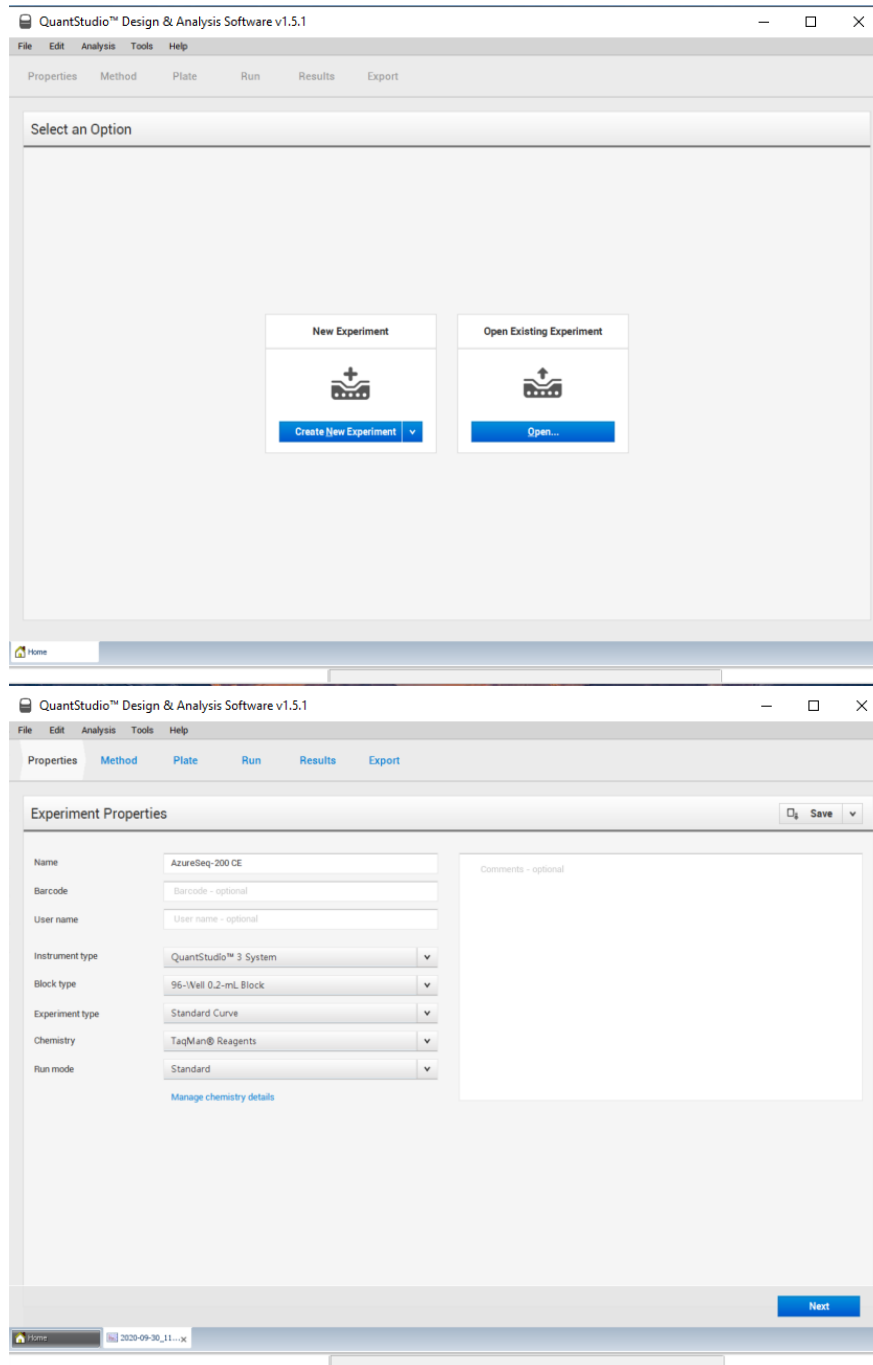 QuantStudio™ Design & Analysis Software v1.5.1
File Edit Analysis Tools Help
Properties Method Plate Run Results Export
Select an Option
New Experiment Open Existing Experiment
Create New Experiment Open...
Home
QuantStudio™ Design & Analysis Software v1.5.1
File Edit Analysis Tools Help
Properties Method Plate Run Results Export
Experiment Properties Save
Name AzureSeq-200 CE Comments - optional
Barcode Barcode - optional
User name User name - optional
Instrument type QuantStudio™ 3 System
Block type 96-Well 0.2-mL Block
Experiment type Standard Curve
Chemistry TaqMan® Reagents
Run mode Standard
Manage chemistry details
Next
Home 2020-09-30_11...x